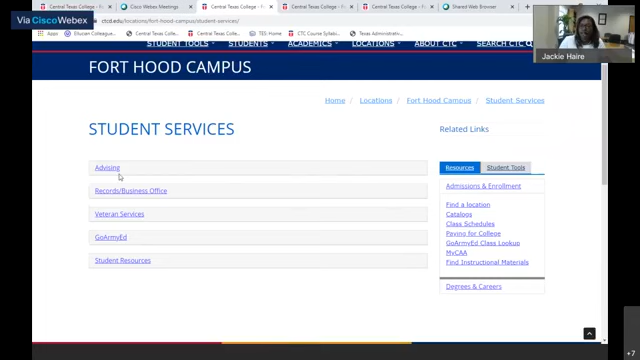 Via Cisco Webex
Central Texas College - F
Cisco Webex Meetings
Central Texas College - F
Central Texas College - F
Central Texas College - F
Shared Web Browser
ctcd.edu/locations/fort-hood-campus/student-services/
Apps
Quotas
Ellucian Colleague
Central Texas Colle
TES: Home
CTC Course Syllabi
Texas Administrativ
STUDENT TOOLS
STUDENTS
ACADEMICS
LOCATIONS
ABOUT CTC
SEARCH CTC
Jackie Haire
FORT HOOD CAMPUS
Home / Locations / Fort Hood Campus / Student Services
STUDENT SERVICES
Related Links
Advising
Records/Business Office
Veteran Services
GoArmyEd
Student Resources
Resources
Student Tools
Admissions & Enrollment
Find a location
Catalogs
Class Schedules
Paying for College
GoArmyEd Class Lookup
MyCAA
Find Instructional Materials
Degrees & Careers
+7